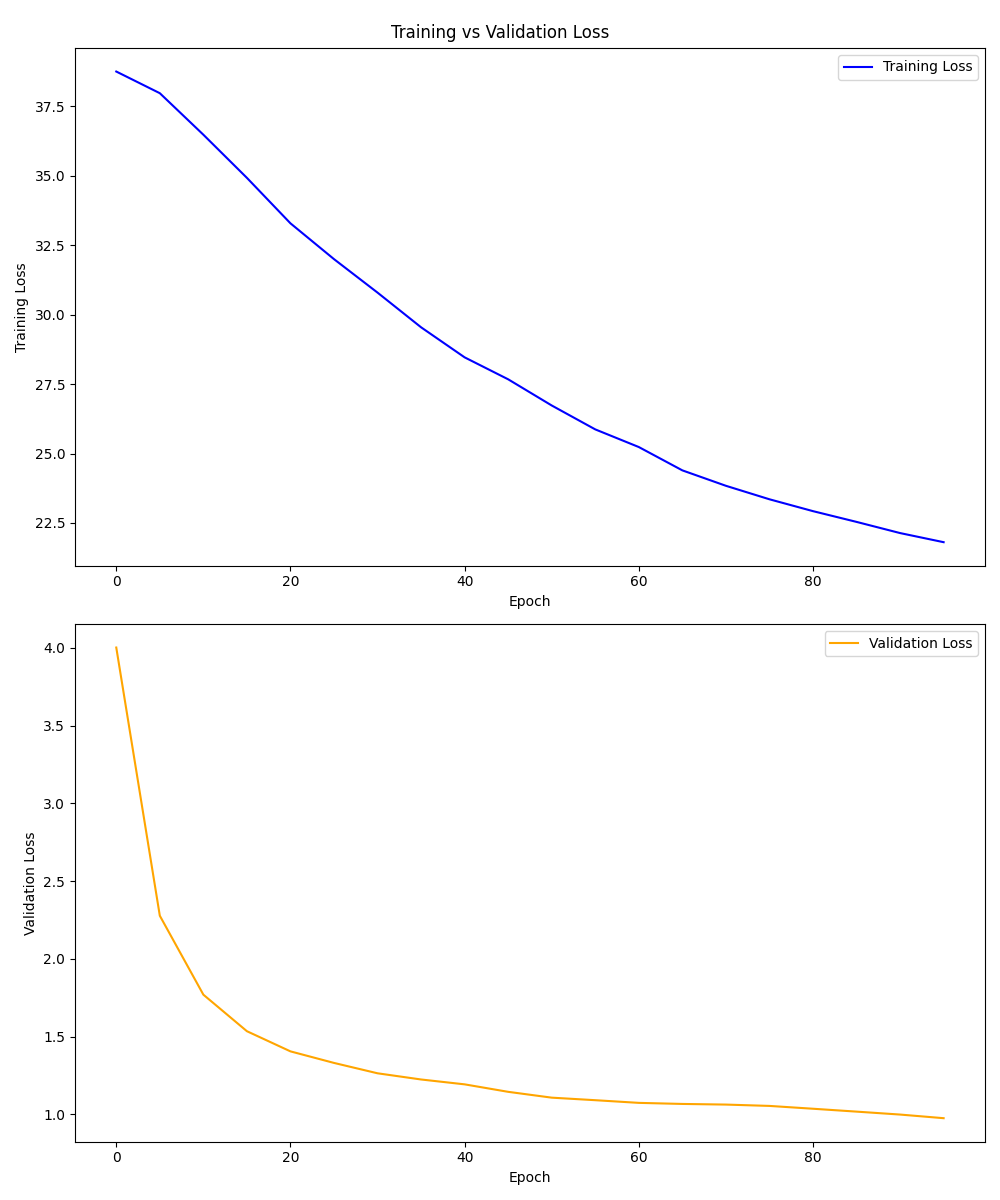 Training vs Validation Loss
Training Loss
37.5
35.0
32.5
30.0
27.5
25.0
22.5
Training Loss
0 20 40 60 80
Epoch
Validation Loss
4.0
3.5
3.0
2.5
2.0
1.5
1.0
Validation Loss
0 20 40 60 80
Epoch